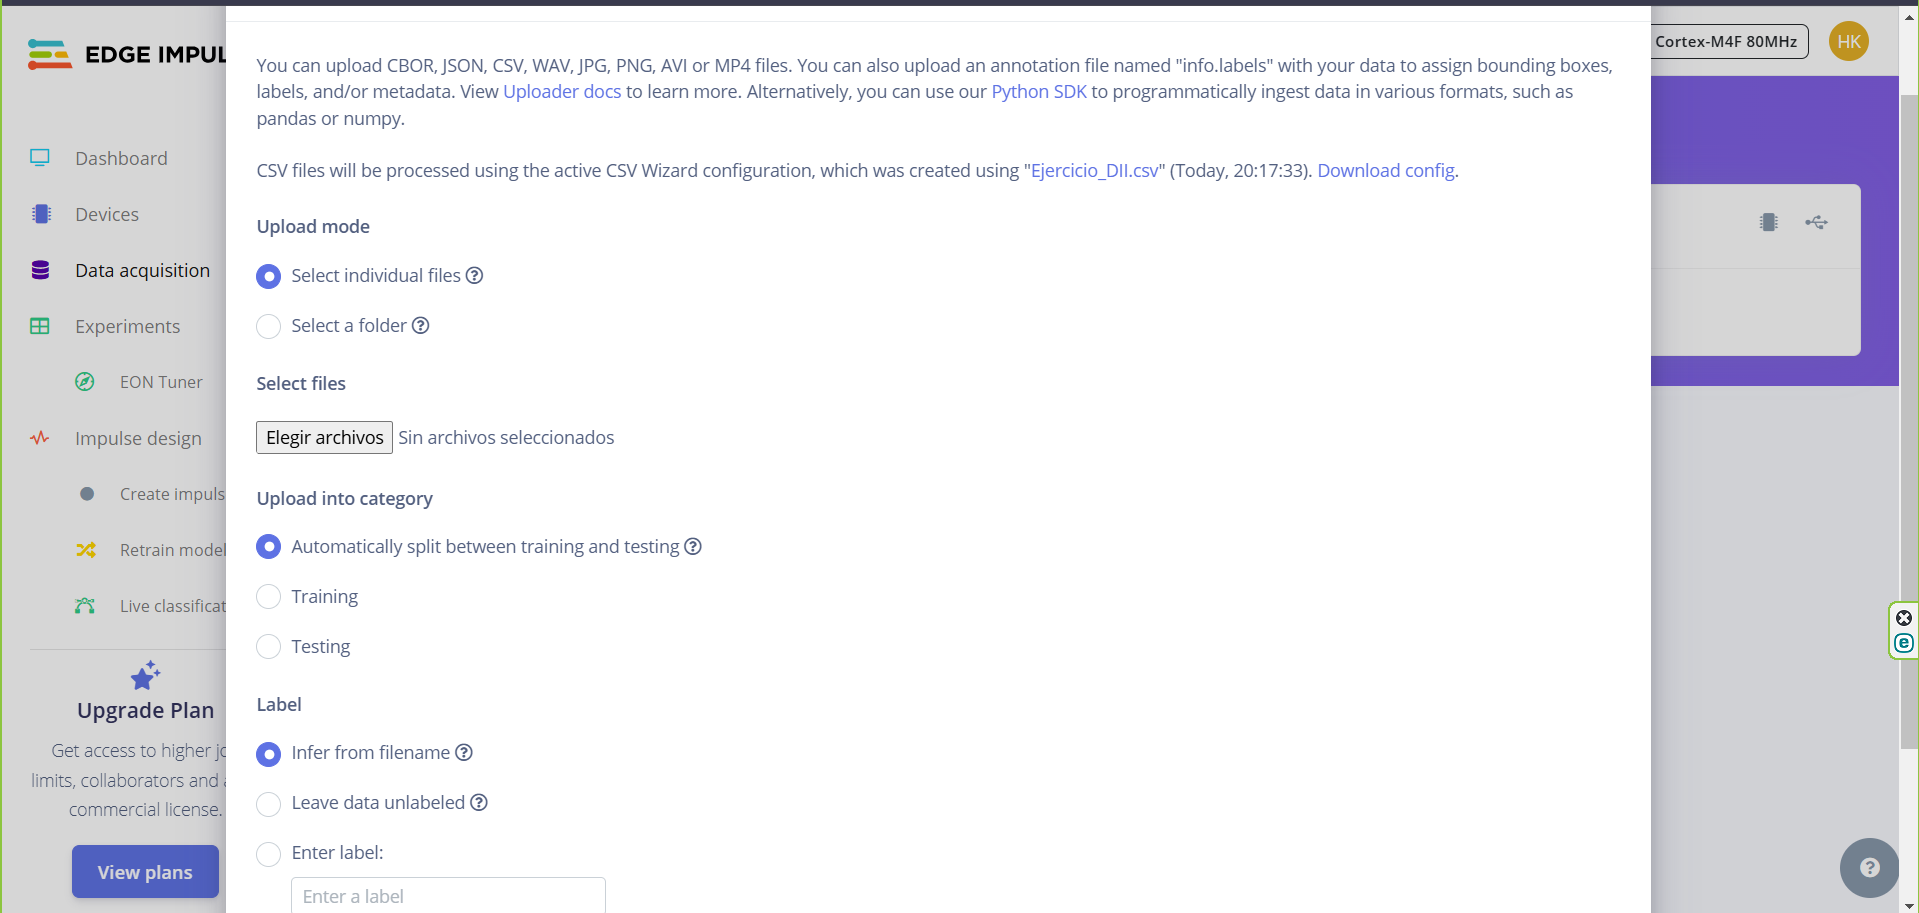 EDGE IMPUL
Cortex-M4F 80MHz
HK
Dashboard
Devices
Data acquisition
Experiments
EON Tuner
Impulse design
Create impuls
Retrain model
Live classificat
Upgrade Plan
Get access to higher jo
limits, collaborators and a
commercial license.
View plans
You can upload CBOR, JSON, CSV, WAV, JPG, PNG, AVI or MP4 files. You can also upload an annotation file named "info.labels" with your data to assign bounding boxes,
labels, and/or metadata. View Uploader docs to learn more. Alternatively, you can use our Python SDK to programmatically ingest data in various formats, such as
pandas or numpy.
CSV files will be processed using the active CSV Wizard configuration, which was created using "Ejercicio_DII.csv" (Today, 20:17:33). Download config.
Upload mode
Select individual files ?
Select a folder ?
Select files
Elegir archivos Sin archivos seleccionados
Upload into category
Automatically split between training and testing ?
Training
Testing
Label
Infer from filename ?
Leave data unlabeled ?
Enter label:
Enter a label
e
?